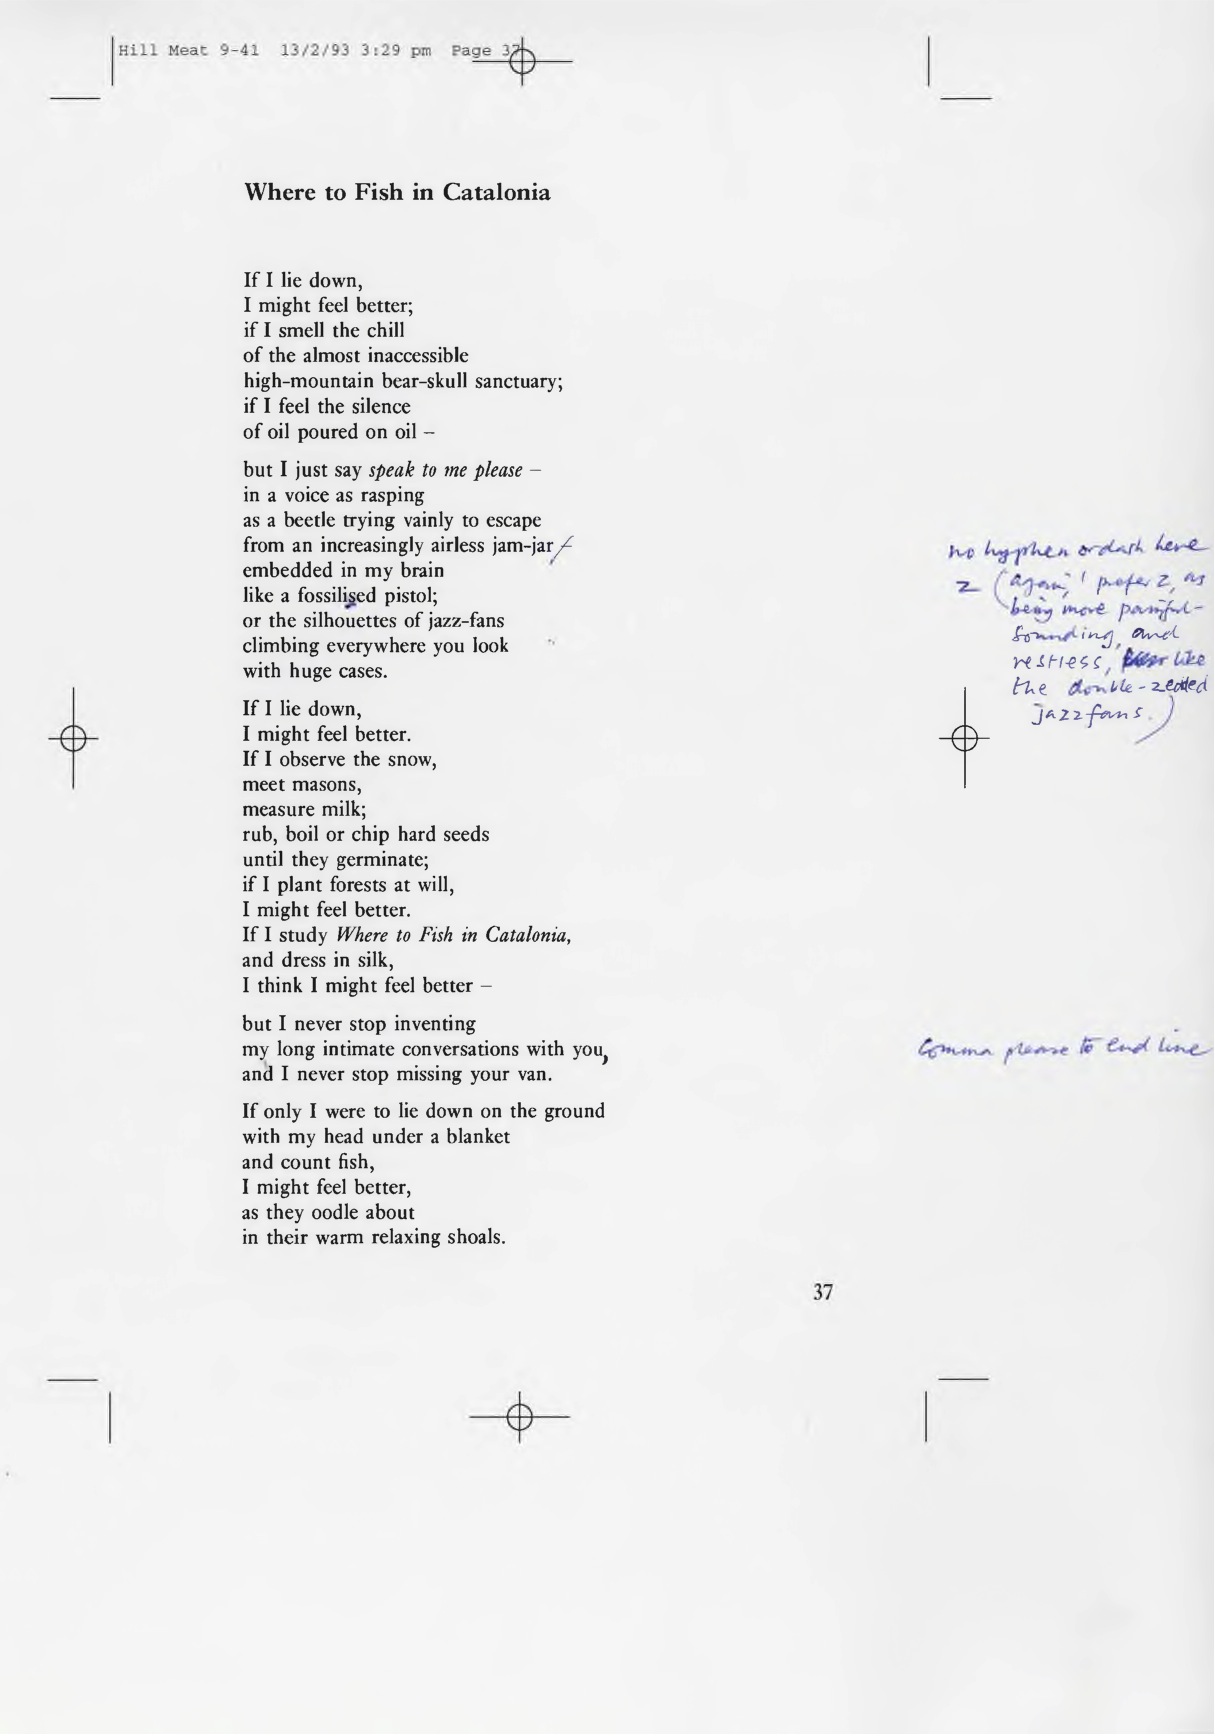 Hill Meat 9-41 13/2/93 3:29 pm Page 37
Where to Fish in Catalonia
If I lie down,
I might feel better;
if I smell the chill
of the almost inaccessible
high-mountain bear-skull sanctuary;
if I feel the silence
of oil poured on oil –
but I just say speak to me please –
in a voice as rasping
as a beetle trying vainly to escape
from an increasingly airless jam-jar –
embedded in my brain
like a fossilised pistol;
or the silhouettes of jazz-fans
climbing everywhere you look
with huge cases.
If I lie down,
I might feel better.
If I observe the snow,
meet masons,
measure milk;
rub, boil or chip hard seeds
until they germinate;
if I plant forests at will,
I might feel better.
If I study Where to Fish in Catalonia,
and dress in silk,
I think I might feel better –
but I never stop inventing
my long intimate conversations with you,
and I never stop missing your van.
If only I were to lie down on the ground
with my head under a blanket
and count fish,
I might feel better,
as they oodle about
in their warm relaxing shoals.
37
no hyphen or dash here
z (again, I prefer z, as
being more painful-
sounding, and
restless, like
the double-zedded
jazz fans.)
Comma please to end line